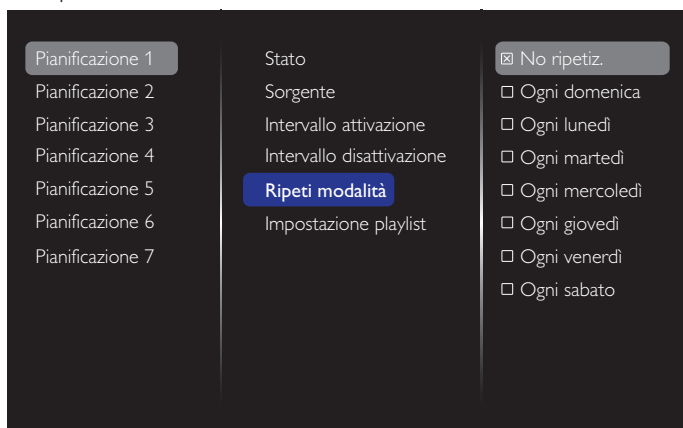 Pianificazione 1
Pianificazione 2
Pianificazione 3
Pianificazione 4
Pianificazione 5
Pianificazione 6
Pianificazione 7
Stato
Sorgente
Intervallo attivazione
Intervallo disattivazione
Ripeti modalità
Impostazione playlist
☒ No ripetiz.
☐ Ogni domenica
☐ Ogni lunedì
☐ Ogni martedì
☐ Ogni mercoledì
☐ Ogni giovedì
☐ Ogni venerdì
☐ Ogni sabato